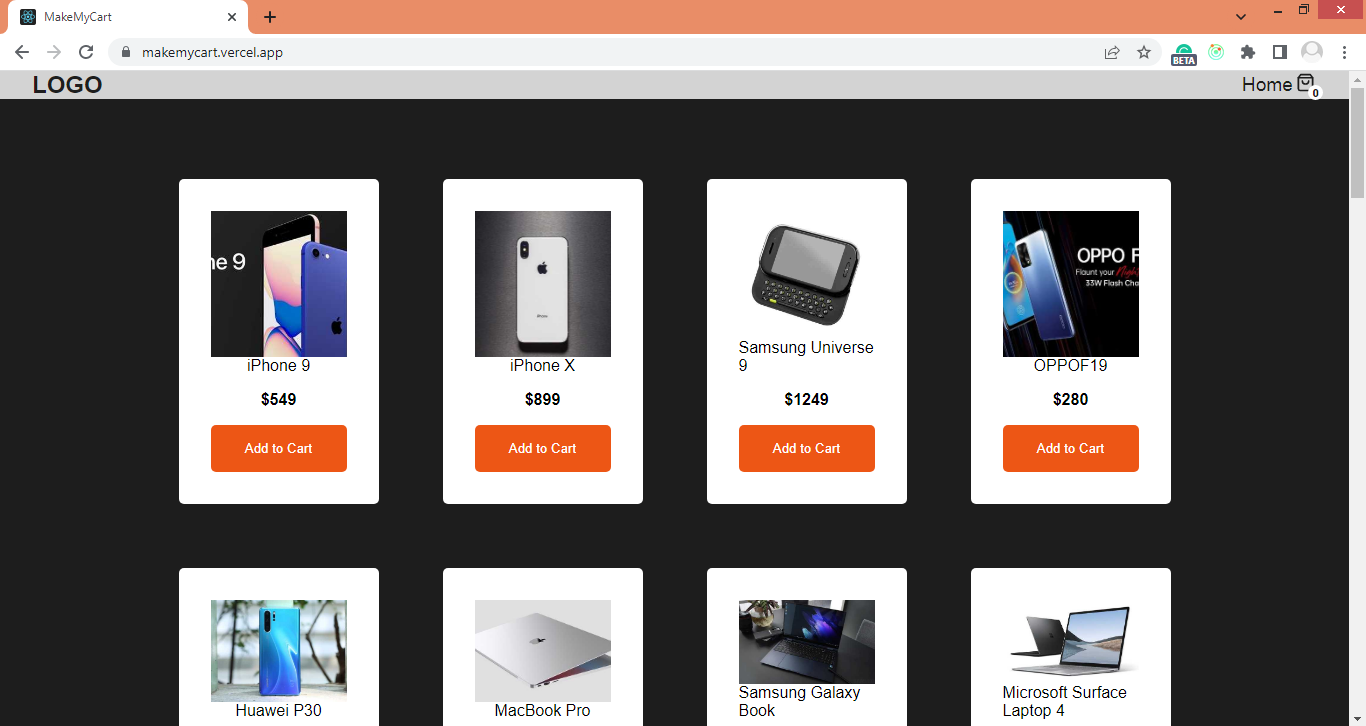 MakeMyCart
makemycart.vercel.app
BETA
LOGO
Home
0
ne 9
iPhone
OPPO F
Flaunt your Night
33W Flash Cha
iPhone 9
iPhone X
Samsung Universe
9
OPPOF19
$549
$899
$1249
$280
Add to Cart
Add to Cart
Add to Cart
Add to Cart
Huawei P30
MacBook Pro
Samsung Galaxy
Book
Microsoft Surface
Laptop 4